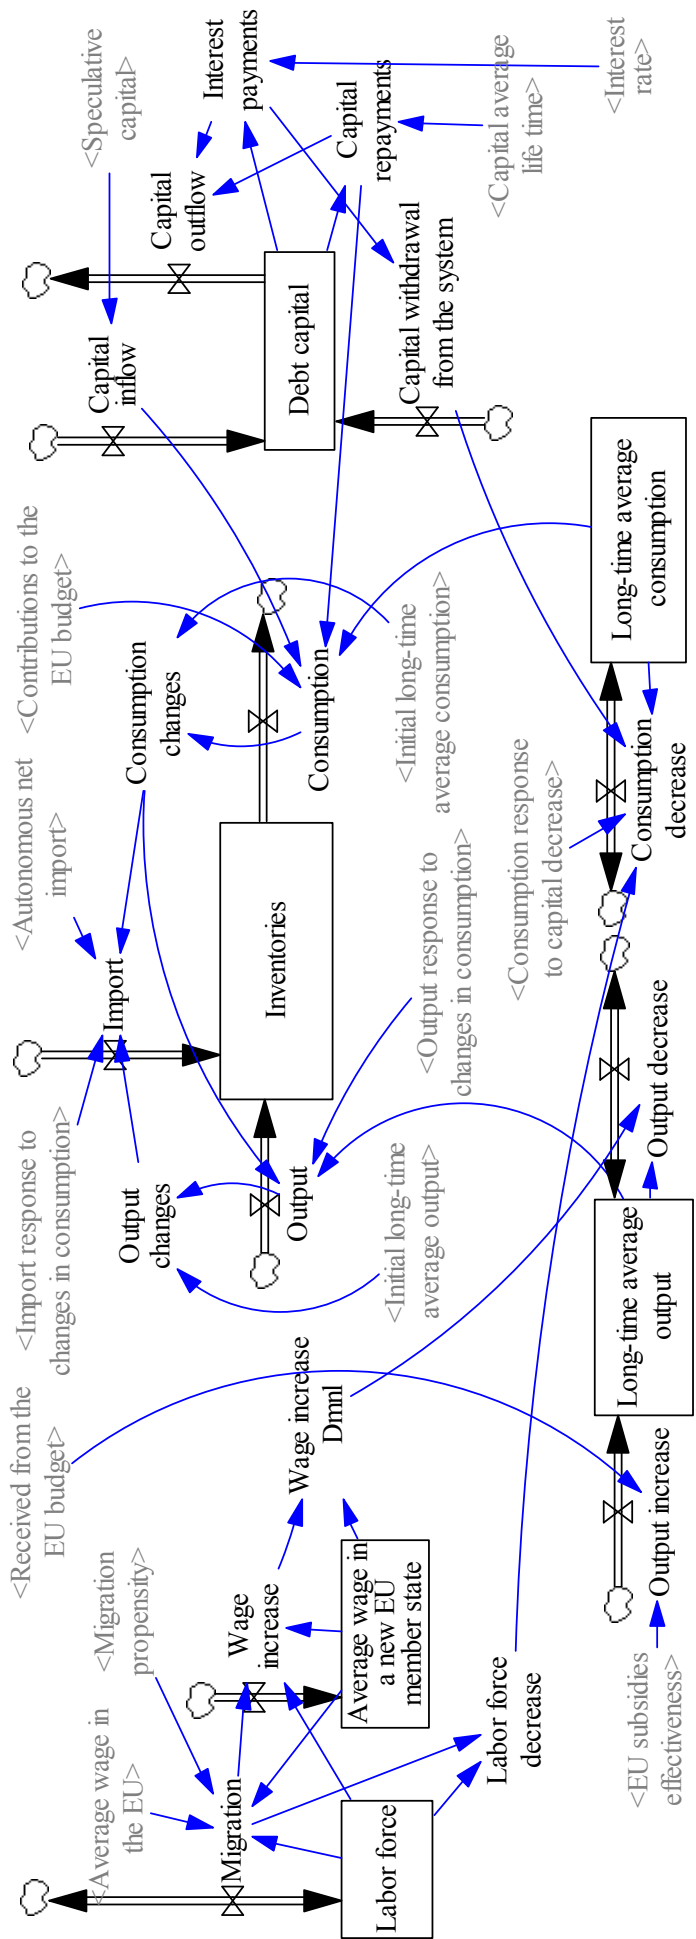 <Average wage in
the EU>
<Migration
propensity>
Migration
Labor force
Wage
increase
Average wage in
a new EU
member state
Labor force
decrease
<Received from the
EU budget>
Wage increase
Dmnl
<EU subsidies
effectiveness>
Output increase
Long-time average
output
Output decrease
<Import response to
changes in consumption>
Output
changes
Output
<Initial long-time
average output>
<Autonomous net
import>
Import
Inventories
<Output response to
changes in consumption>
<Contributions to the
EU budget>
Consumption
changes
Consumption
<Initial long-time
average consumption>
<Consumption response
to capital decrease>
Consumption
decrease
Long-time average
consumption
<Speculative
capital>
Capital
inflow
Capital
outflow
Debt capital
Capital withdrawal
from the system
Interest
payments
Capital
repayments
<Capital average
life time>
<Interest
rate>